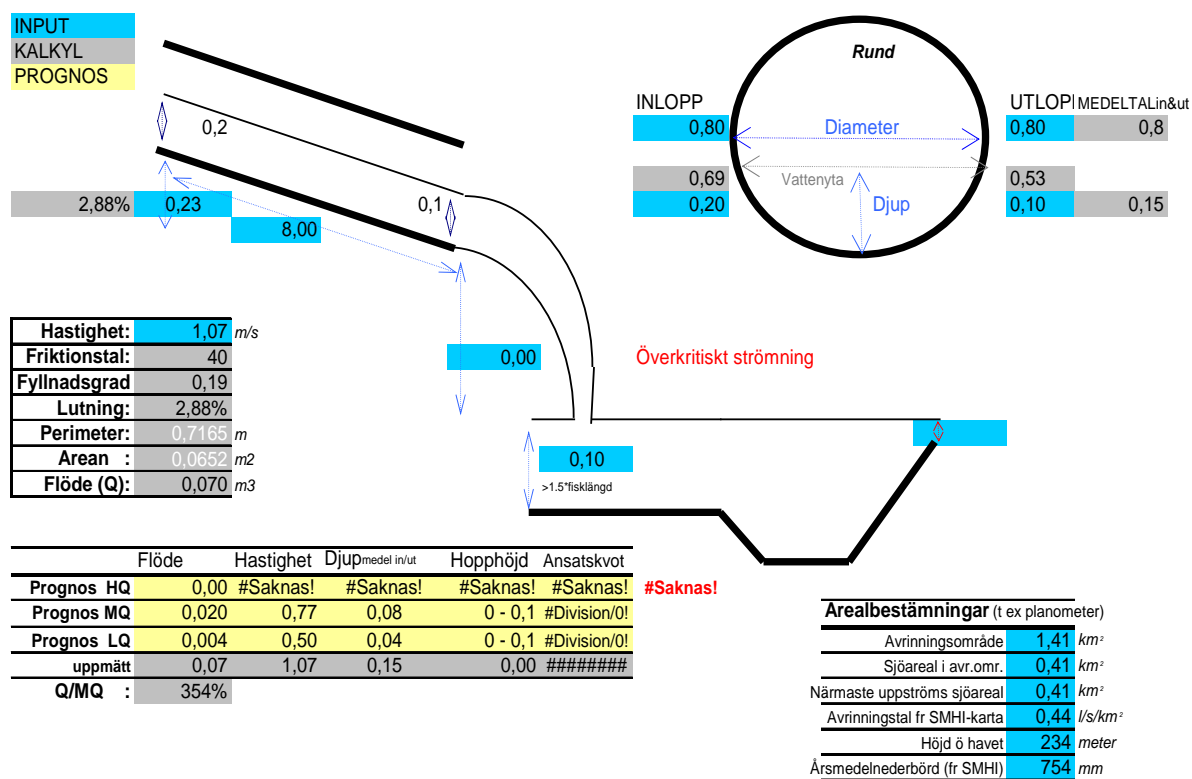 INPUT
KALKYL
PROGNOS
Rund
INLOPP
UTLOPP MEDELTALin&ut
0,80
Diameter
0,80
0,8
0,2
0,69
Vattenyta
0,53
2,88%
0,23
0,1
0,20
Djup
0,10
0,15
8,00
Hastighet: 1,07 m/s
Friktionstal: 40
Fyllnadsgrad 0,19
Lutning: 2,88%
Perimeter: 0,7165 m
Arean : 0,0652 m2
Flöde (Q): 0,070 m3
0,00
Överkritiskt strömning
0,10
>1.5*fisklängd
Flöde Hastighet Djupmedel in/ut Hopphöjd Ansatskvot
Prognos HQ 0,00 #Saknas! #Saknas! #Saknas! #Saknas! #Saknas!
Prognos MQ 0,020 0,77 0,08 0 - 0,1 #Division/0!
Prognos LQ 0,004 0,50 0,04 0 - 0,1 #Division/0!
uppmätt 0,07 1,07 0,15 0,00 ########
Q/MQ : 354%
Arealbestämningar (t ex planometer)
Avrinningsområde 1,41 km²
Sjöareal i avr.omr. 0,41 km²
Närmaste uppströms sjöareal 0,41 km²
Avrinningstal fr SMHI-karta 0,44 l/s/km²
Höjd ö havet 234 meter
Årsmedelnederbörd (fr SMHI) 754 mm